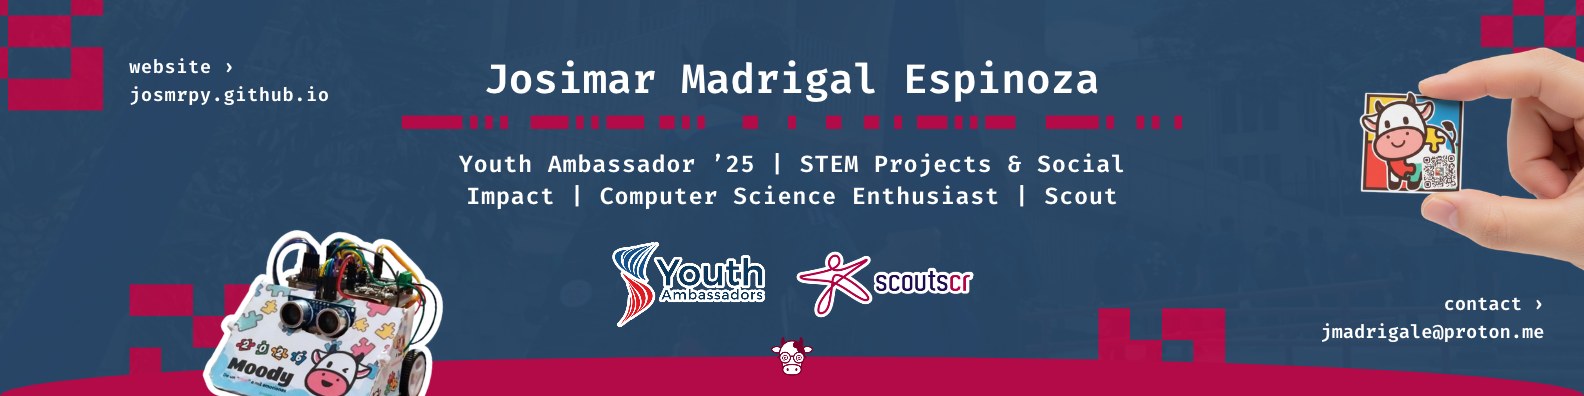 website ›
josmrpy.github.io
Josimar Madrigal Espinoza
Youth Ambassador ’25 | STEM Projects & Social
Impact | Computer Science Enthusiast | Scout
Youth
Ambassadors
scoutscr
2026
Moody
contact ›
jmadrigale@proton.me